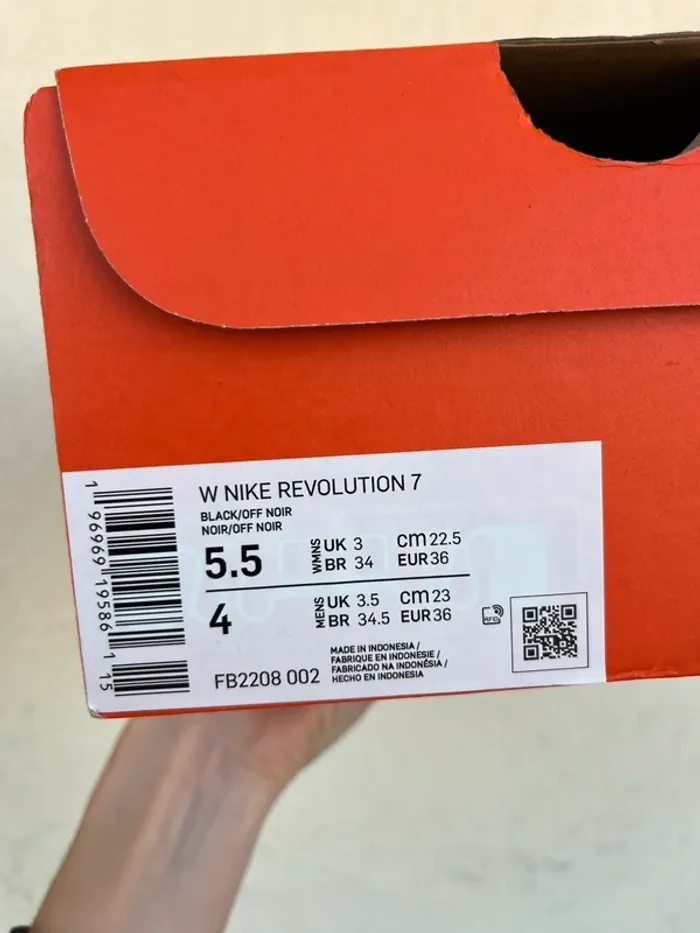 W NIKE REVOLUTION 7
BLACK/OFF NOIR
NOIR/OFF NOIR
5.5 WMNS UK 3 cm 22.5
BR 34 EUR 36
4 MENS UK 3.5 cm 23
BR 34.5 EUR 36
RFID
MADE IN INDONESIA /
FABRIQUE EN INDONESIE /
FABRICADO NA INDONÉSIA /
HECHO EN INDONESIA
FB2208 002
1 96969 19586 1 15